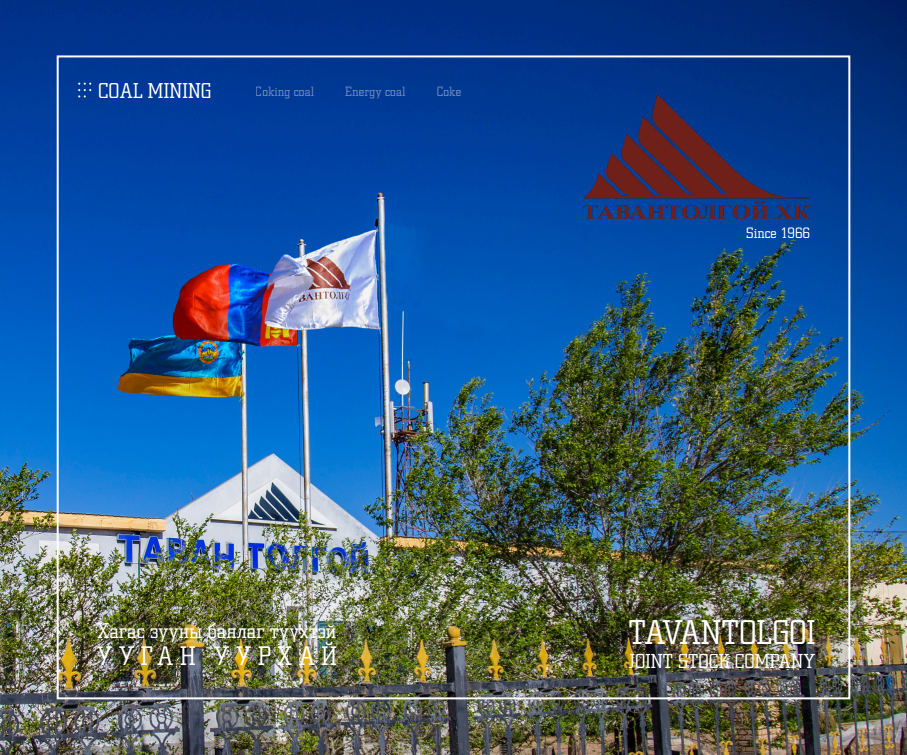 COAL MINING
Coking coal
Energy coal
Coke
ТАВАНТОЛГОЙ ХК
Since 1966
ВАНТОЛГО
ТАВАН ТОЛГОЙ
Хагас зууны баялаг түүхтэй
УУГАН УУРХАЙ
TAVANTOLGOI
JOINT STOCK COMPANY